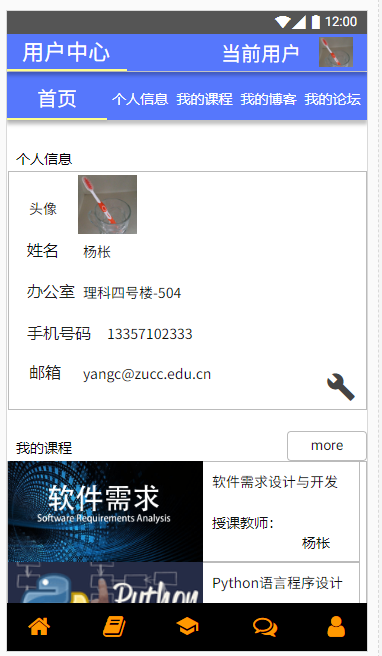 12:00
用户中心 当前用户
首页 个人信息 我的课程 我的博客 我的论坛
个人信息
头像
姓名 杨枨
办公室 理科四号楼-504
手机号码 13357102333
邮箱 yangc@zucc.edu.cn
我的课程 more
软件需求
Software Requirements Analysis
软件需求设计与开发
授课教师：
杨枨
Python
Python语言程序设计